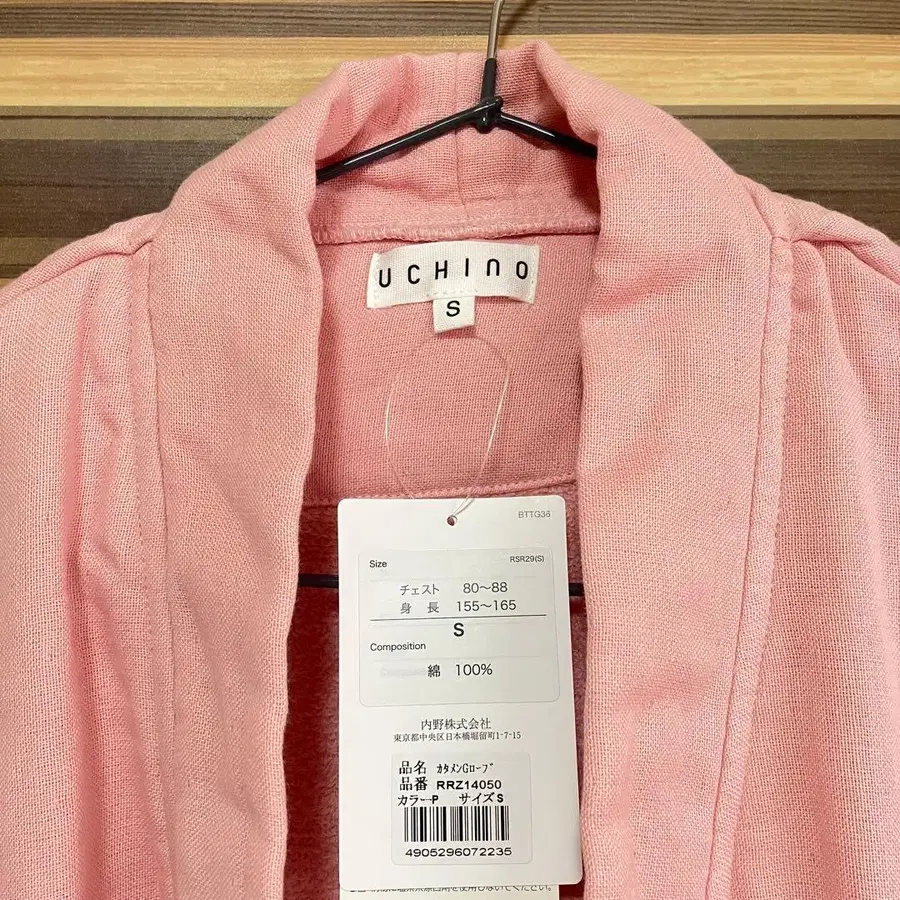 UCHINO
S
BTTG36
Size
RSR29(S)
チェスト 80〜88
身 長 155〜165
S
Composition
綿 100%
内野株式会社
東京都中央区日本橋堀留町1-7-15
品名 ｶﾀﾒﾝGﾛｰﾌﾞ
品番 RRZ14050
カラーP サイズS
4905296072235